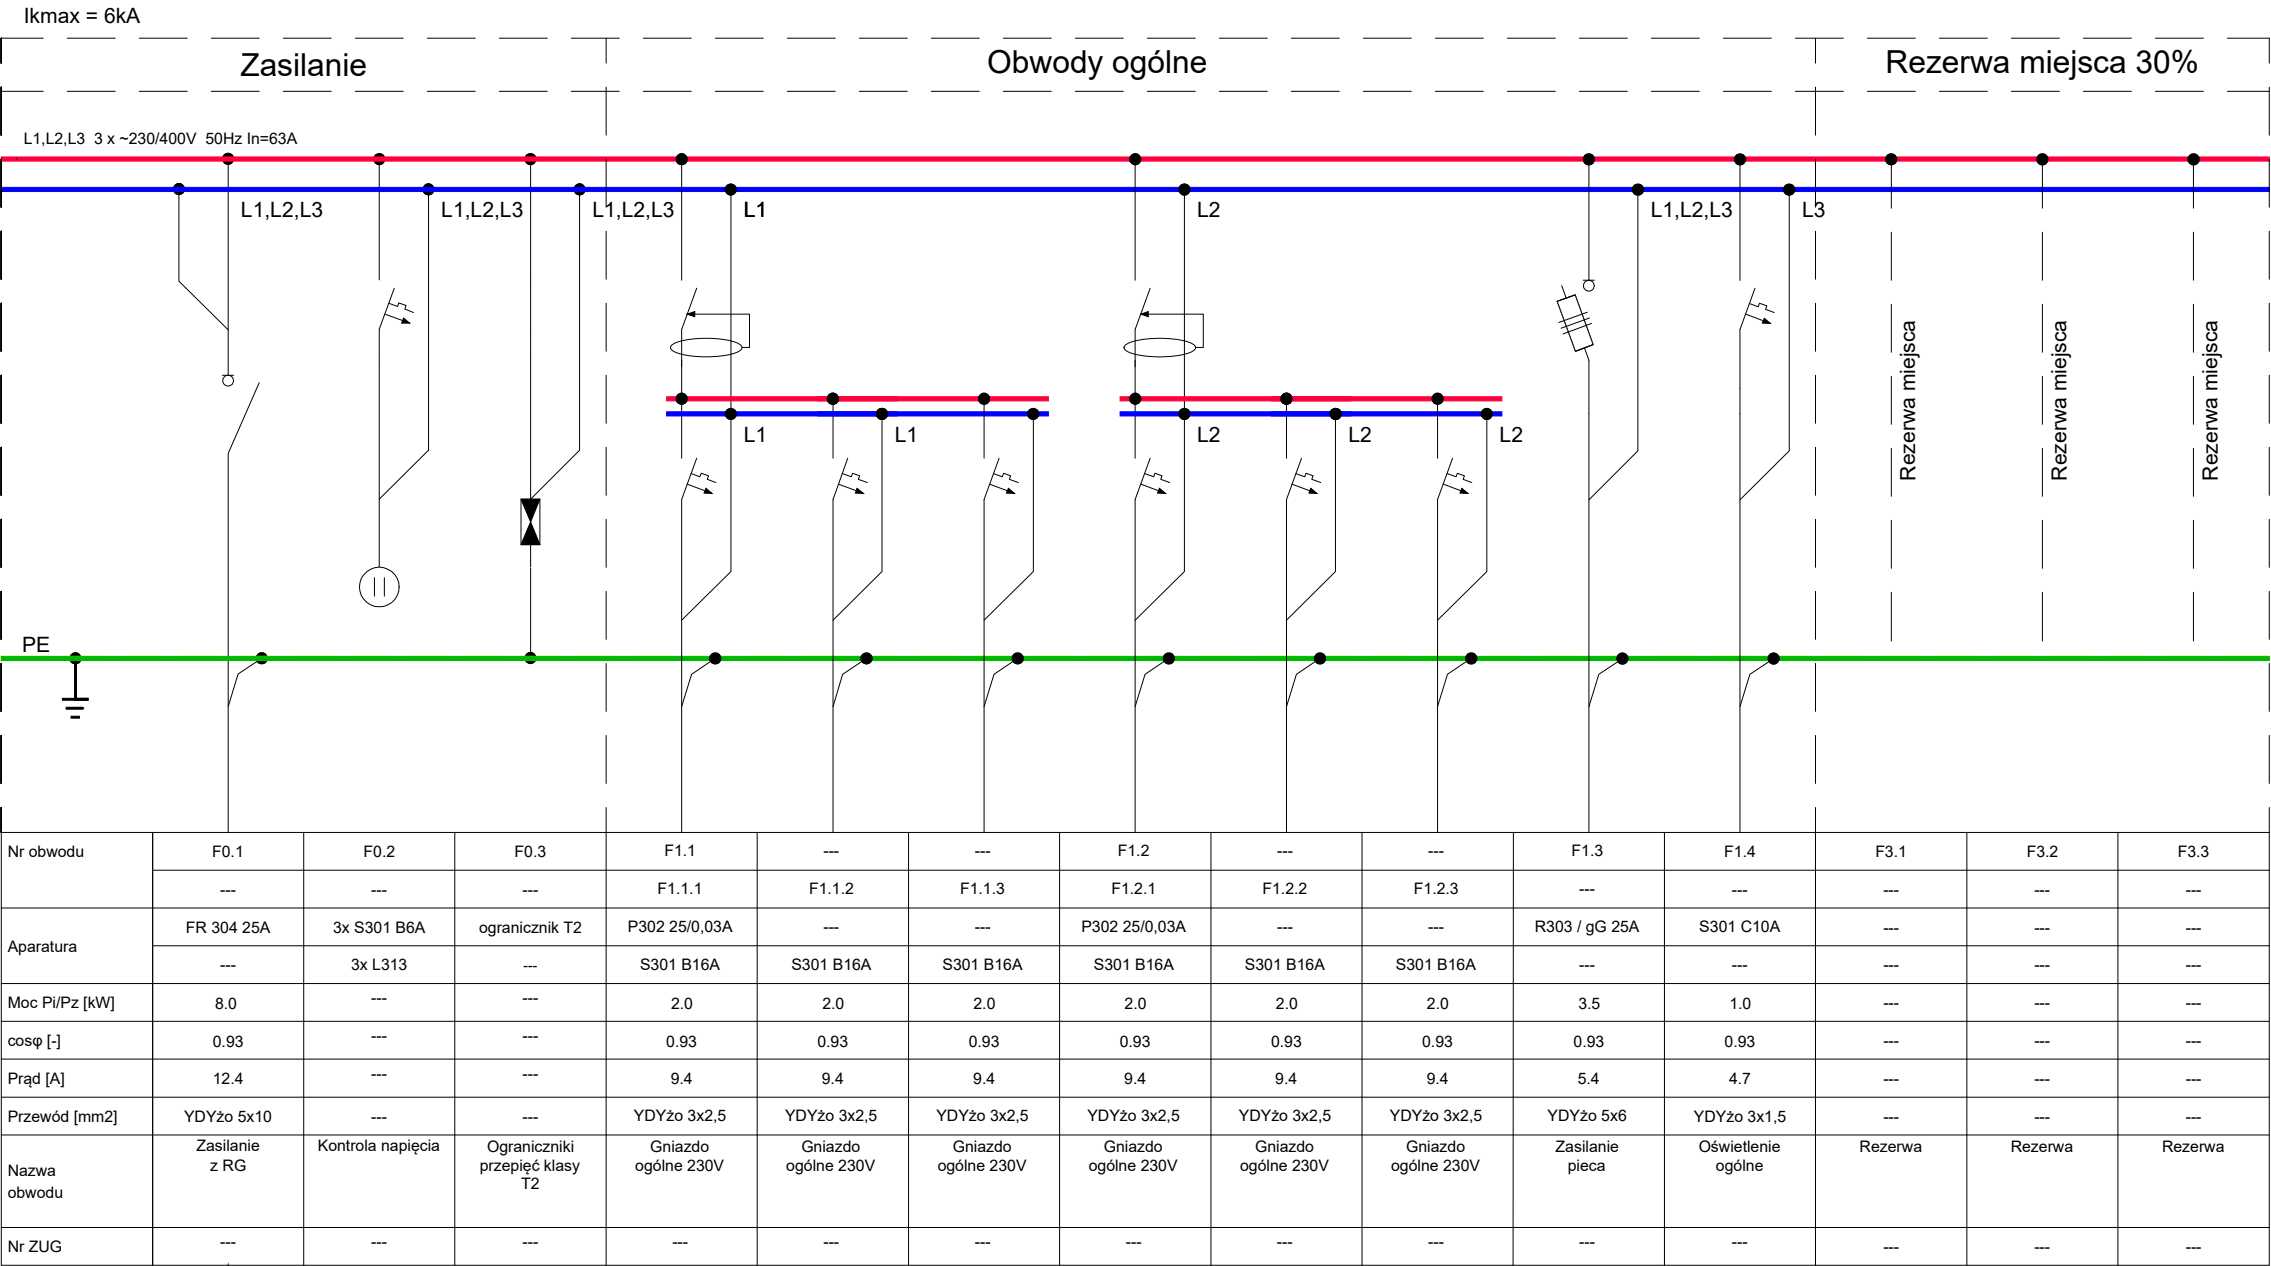 Ikmax = 6kA
Zasilanie
Obwody ogólne
Rezerwa miejsca 30%
L1,L2,L3 3 x ~230/400V 50Hz In=63A
L1,L2,L3 L1,L2,L3 L1,L2,L3 L1 L2 L1,L2,L3 L3
Rezerwa miejsca
Rezerwa miejsca
Rezerwa miejsca
L1 L1 L2 L2 L2
PE
Nr obwodu F0.1 F0.2 F0.3 F1.1 --- --- F1.2 --- --- F1.3 F1.4 F3.1 F3.2 F3.3
--- --- --- F1.1.1 F1.1.2 F1.1.3 F1.2.1 F1.2.2 F1.2.3 --- --- --- --- ---
Aparatura
FR 304 25A 3x S301 B6A ogranicznik T2 P302 25/0,03A --- --- P302 25/0,03A --- --- R303 / gG 25A S301 C10A --- --- ---
--- 3x L313 --- S301 B16A S301 B16A S301 B16A S301 B16A S301 B16A S301 B16A --- --- --- --- ---
Moc Pi/Pz [kW] 8.0 --- --- 2.0 2.0 2.0 2.0 2.0 2.0 3.5 1.0 --- --- ---
cosφ [-] 0.93 --- --- 0.93 0.93 0.93 0.93 0.93 0.93 0.93 0.93 --- --- ---
Prąd [A] 12.4 --- --- 9.4 9.4 9.4 9.4 9.4 9.4 5.4 4.7 --- --- ---
Przewód [mm2] YDYżo 5x10 --- --- YDYżo 3x2,5 YDYżo 3x2,5 YDYżo 3x2,5 YDYżo 3x2,5 YDYżo 3x2,5 YDYżo 3x2,5 YDYżo 5x6 YDYżo 3x1,5 --- --- ---
Nazwa
obwodu
Zasilanie
z RG
Kontrola napięcia
Ograniczniki
przepięć klasy
T2
Gniazdo
ogólne 230V
Gniazdo
ogólne 230V
Gniazdo
ogólne 230V
Gniazdo
ogólne 230V
Gniazdo
ogólne 230V
Gniazdo
ogólne 230V
Zasilanie
pieca
Oświetlenie
ogólne
Rezerwa
Rezerwa
Rezerwa
Nr ZUG --- --- --- --- --- --- --- --- --- --- --- --- --- ---